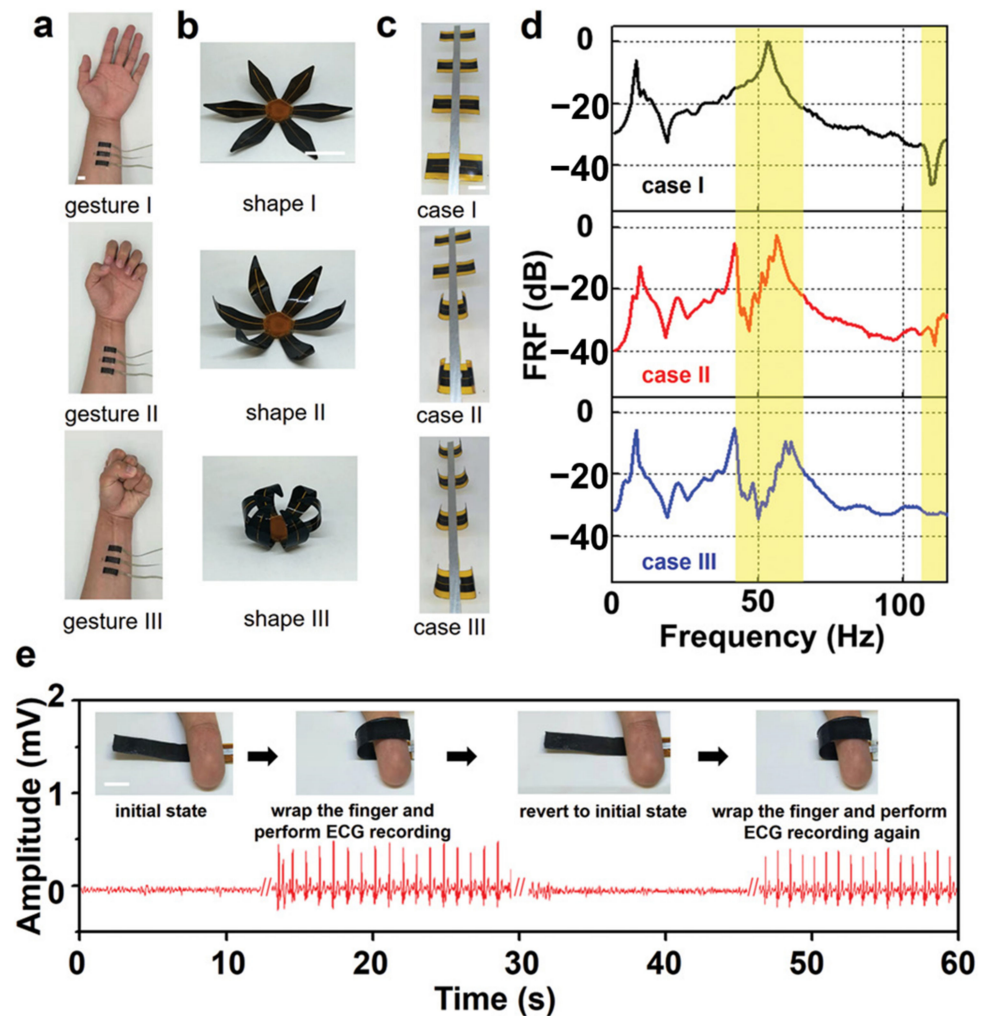 a
gesture I
gesture II
gesture III
b
shape I
shape II
shape III
c
case I
case II
case III
d
FRF (dB)
0
−20
−40
case I
0
−20
−40
case II
0
−20
−40
case III
0 50 100
Frequency (Hz)
e
Amplitude (mV)
2
1
0
initial state
wrap the finger and
perform ECG recording
revert to initial state
wrap the finger and perform
ECG recording again
0 10 20 30 40 50 60
Time (s)